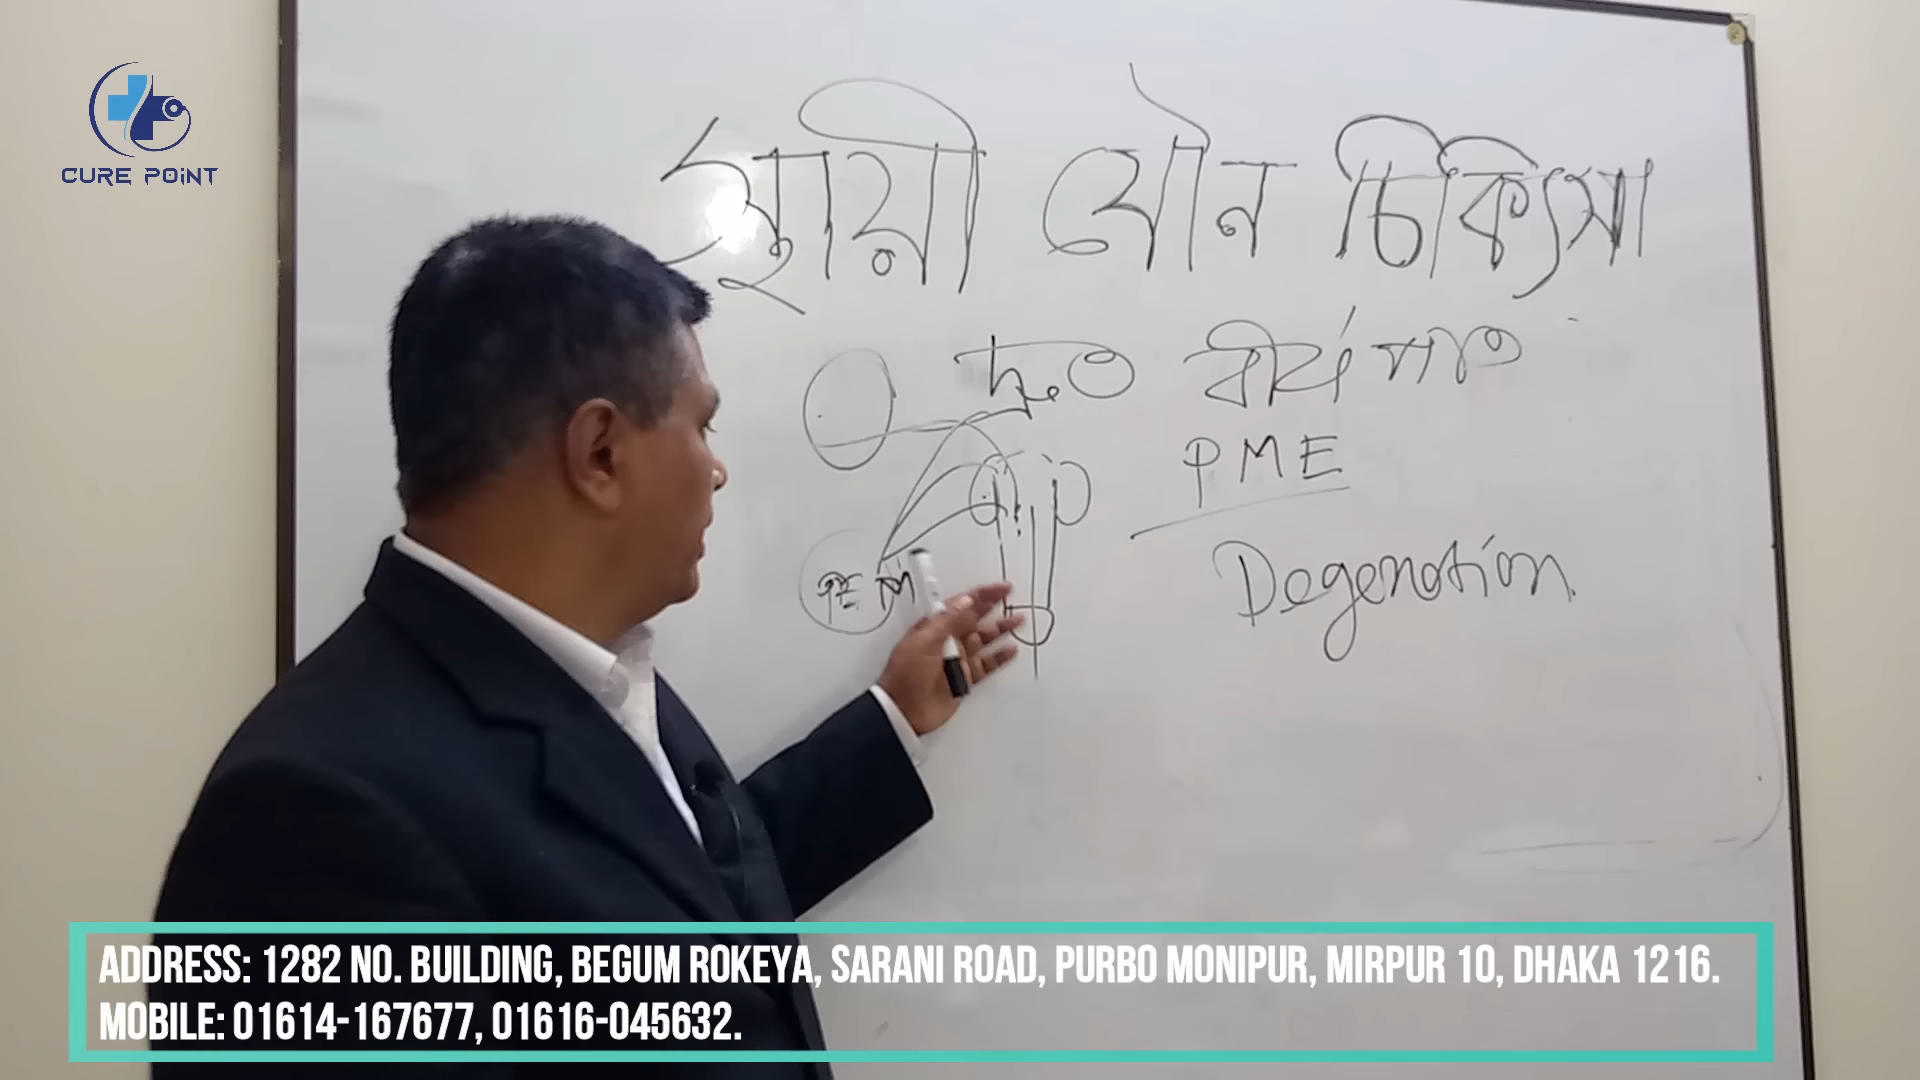 CURE POINT
স্থায়ী যৌন চিকিৎসা
দ্রুত বীর্যপাত
PME
Degenation
ADDRESS: 1282 NO. BUILDING, BEGUM ROKEYA, SARANI ROAD, PURBO MONIPUR, MIRPUR 10, DHAKA 1216.
MOBILE: 01614-167677, 01616-045632.